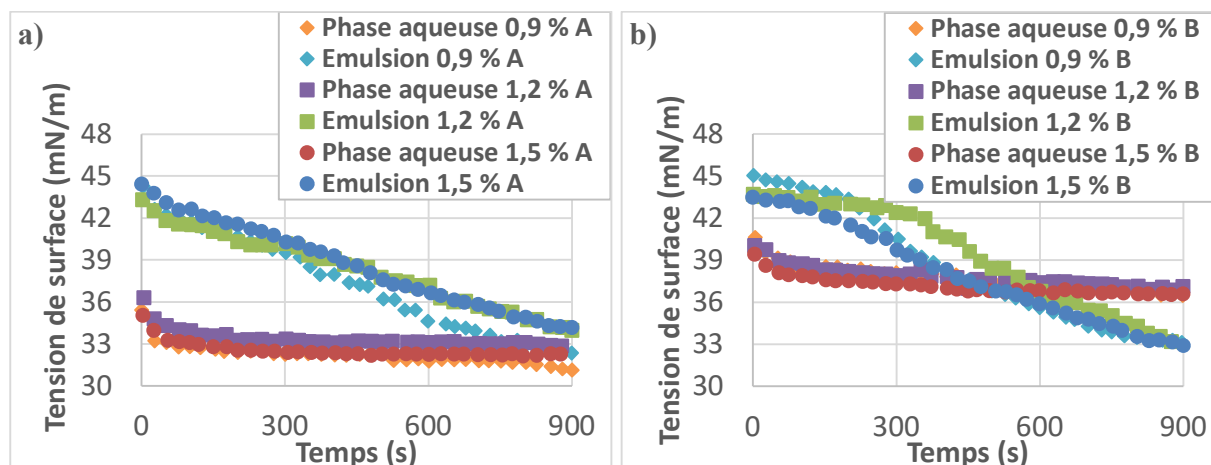 a)
Phase aqueuse 0,9 % A
Emulsion 0,9 % A
Phase aqueuse 1,2 % A
Emulsion 1,2 % A
Phase aqueuse 1,5 % A
Emulsion 1,5 % A
Tension de surface (mN/m)
48
45
42
39
36
33
30
0
300
600
900
Temps (s)
b)
Phase aqueuse 0,9 % B
Emulsion 0,9 % B
Phase aqueuse 1,2 % B
Emulsion 1,2 % B
Phase aqueuse 1,5 % B
Emulsion 1,5 % B
Tension de surface (mN/m)
48
45
42
39
36
33
30
0
300
600
900
Temps (s)